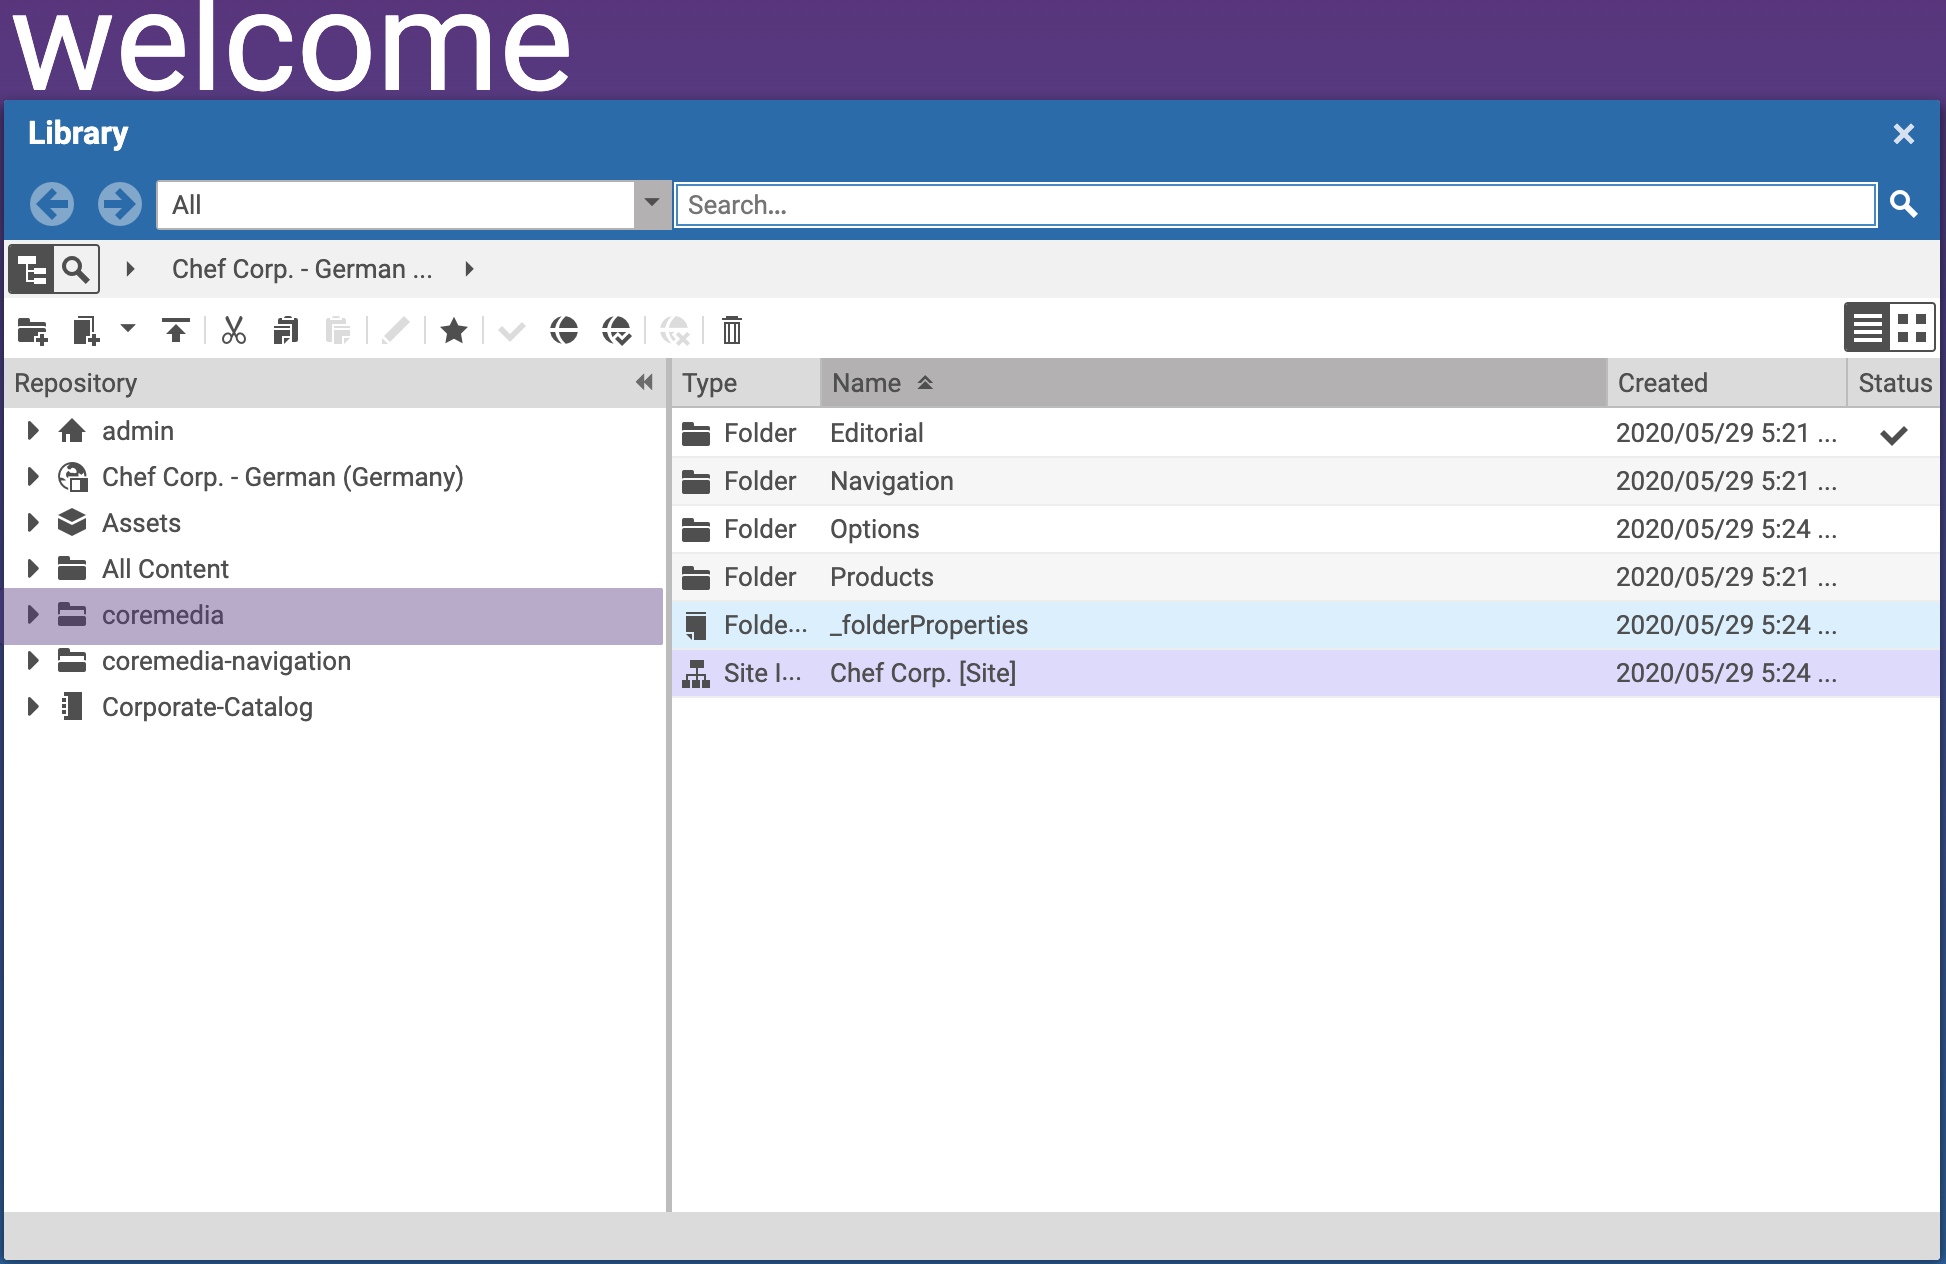 welcome
Library
All
Search...
Chef Corp. - German ...
Repository
Type Name Created Status
admin
Chef Corp. - German (Germany)
Assets
All Content
coremedia
coremedia-navigation
Corporate-Catalog
Folder Editorial 2020/05/29 5:21 ...
Folder Navigation 2020/05/29 5:21 ...
Folder Options 2020/05/29 5:24 ...
Folder Products 2020/05/29 5:21 ...
Folde... _folderProperties 2020/05/29 5:24 ...
Site I... Chef Corp. [Site] 2020/05/29 5:24 ...